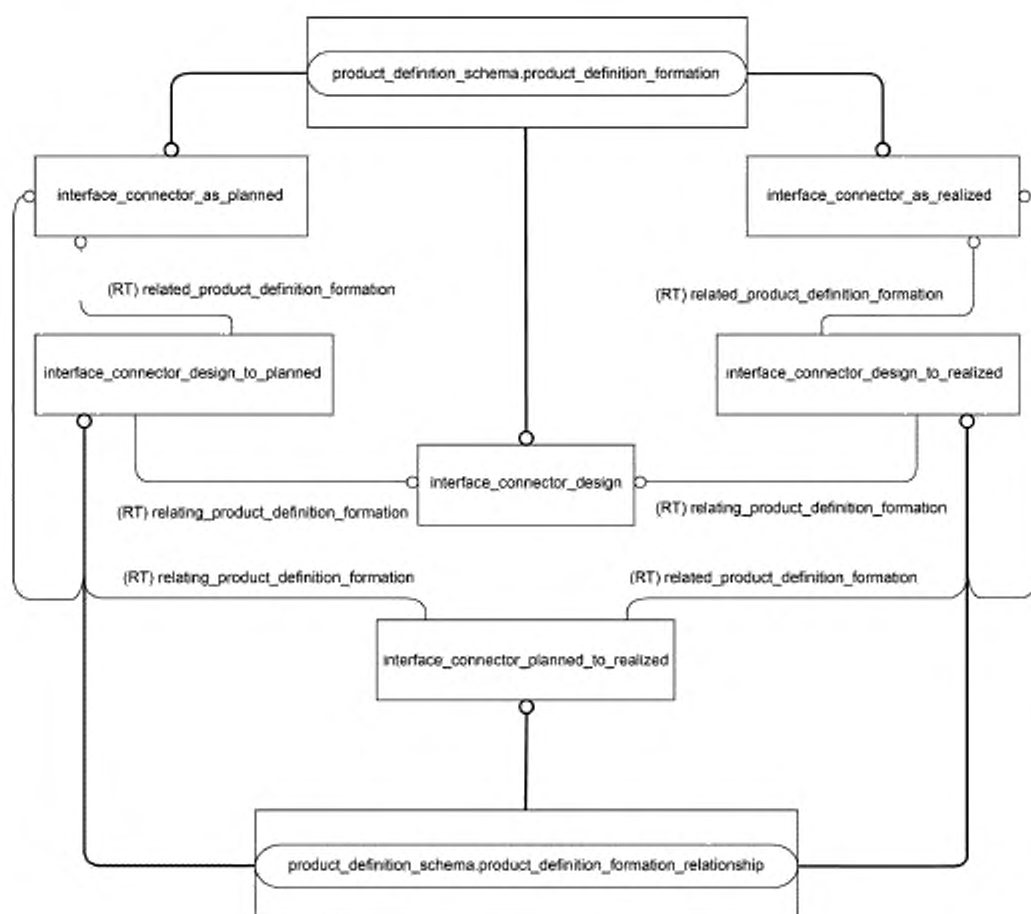 product_definition_schema.product_definition_formation
interface_connector_as_planned
interface_connector_as_realized
(RT) related_product_definition_formation
(RT) related_product_definition_formation
interface_connector_design_to_planned
interface_connector_design_to_realized
interface_connector_design
(RT) relating_product_definition_formation
(RT) relating_product_definition_formation
(RT) relating_product_definition_formation
(RT) related_product_definition_formation
interface_connector_planned_to_realized
product_definition_schema.product_definition_formation_relationship